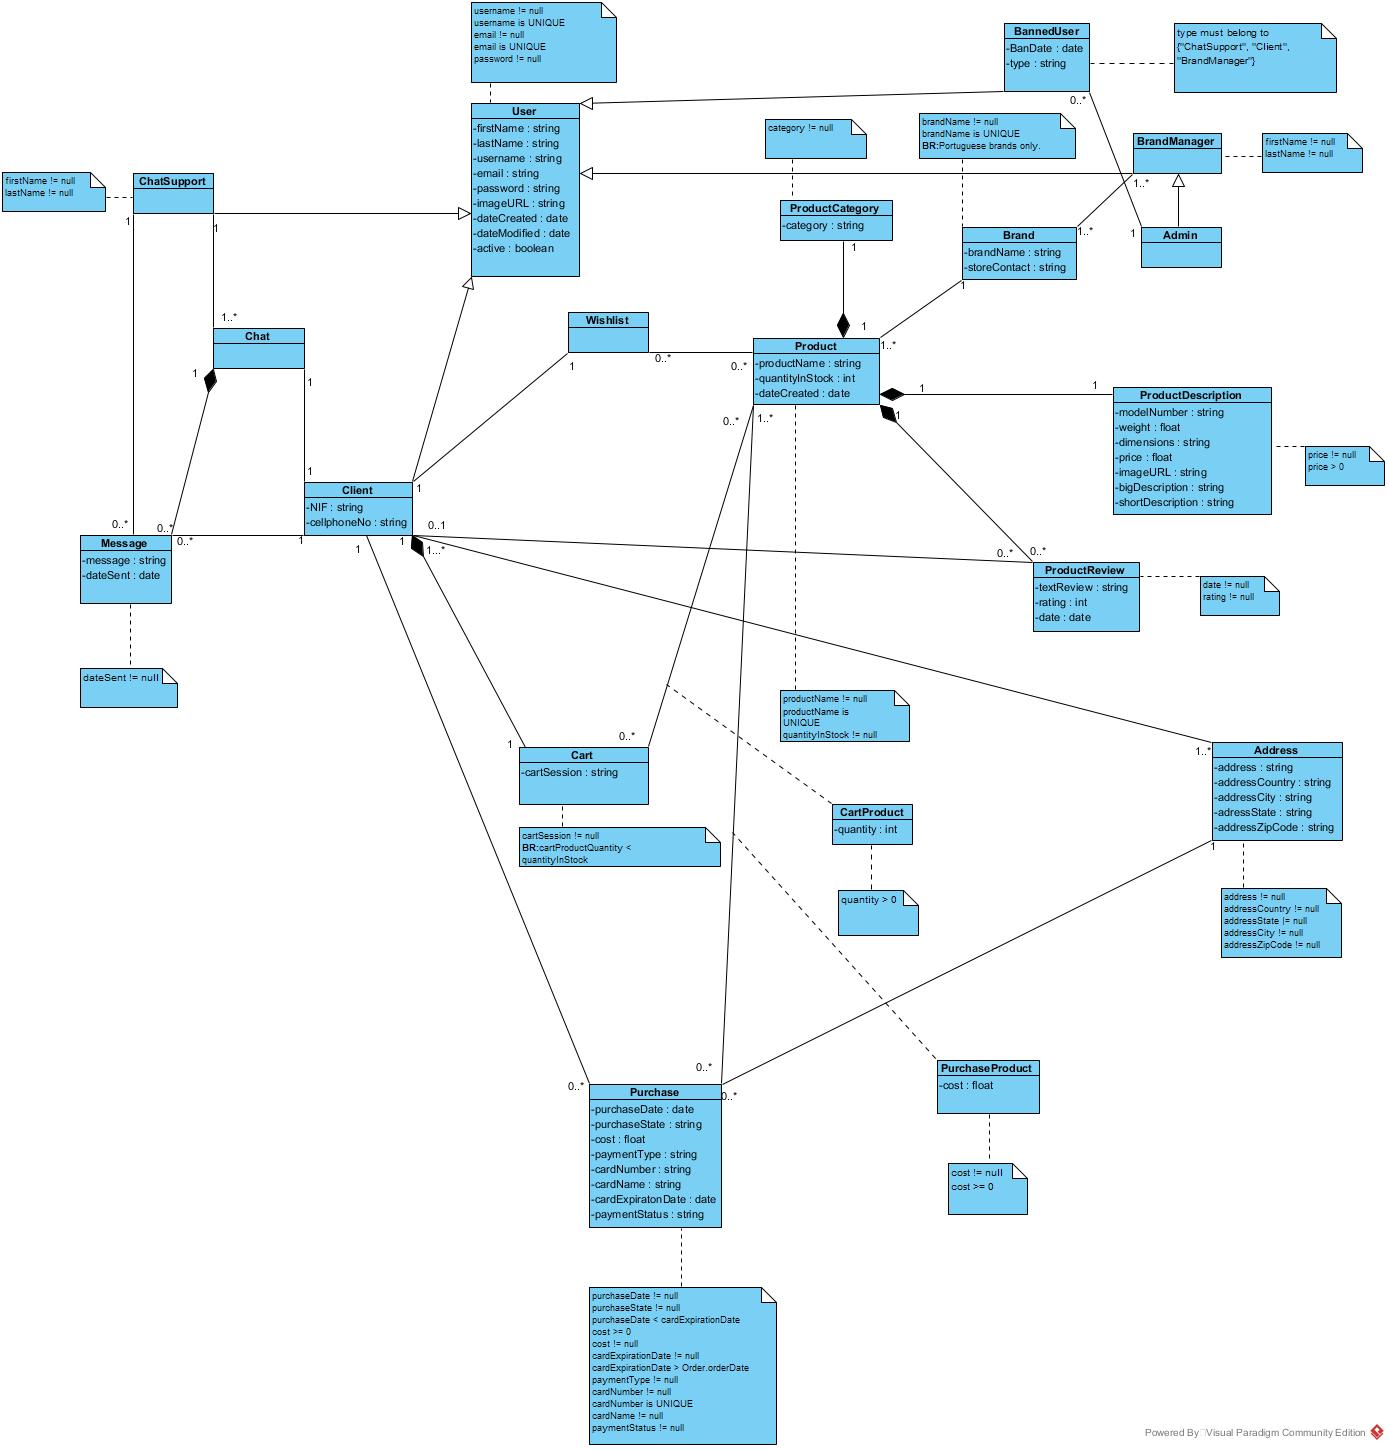 username != null
username is UNIQUE
email != null
email is UNIQUE
password != null
BannedUser
-BanDate : date
-type : string
type must belong to
{"ChatSupport", "Client",
"BrandManager"}
0..*
User
-firstName : string
-lastName : string
-username : string
-email : string
-password : string
-imageURL : string
-dateCreated : date
-dateModified : date
-active : boolean
category != null
brandName != null
brandName is UNIQUE
BR:Portuguese brands only.
BrandManager
1..*
firstName != null
lastName != null
firstName != null
lastName != null
ChatSupport
1
1
ProductCategory
-category : string
1
Brand
-brandName : string
-storeContact : string
1..*
1
1
Admin
1..*
Chat
1
1
Wishlist
1
0..*
0..*
1
1..*
Product
-productName : string
-quantityInStock : int
-dateCreated : date
0..*
1..*
1
1
1
ProductDescription
-modelNumber : string
-weight : float
-dimensions : string
-price : float
-imageURL : string
-bigDescription : string
-shortDescription : string
price != null
price > 0
1
1
Client
-NIF : string
-cellphoneNo : string
0..1
1
1
1
1...*
0..*
0..*
0..*
Message
-message : string
-dateSent : date
dateSent != null
0..*
0..*
ProductReview
-textReview : string
-rating : int
-date : date
date != null
rating != null
productName != null
productName is
UNIQUE
quantityInStock != null
1
0..*
Cart
-cartSession : string
cartSession != null
BR:cartProductQuantity <
quantityInStock
1..*
Address
-address : string
-addressCountry : string
-addressCity : string
-adressState : string
-addressZipCode : string
1
CartProduct
-quantity : int
quantity > 0
address != null
addressCountry != null
addressState != null
addressCity != null
addressZipCode != null
0..*
0..*
0..*
Purchase
-purchaseDate : date
-purchaseState : string
-cost : float
-paymentType : string
-cardNumber : string
-cardName : string
-cardExpiratonDate : date
-paymentStatus : string
PurchaseProduct
-cost : float
cost != null
cost >= 0
purchaseDate != null
purchaseState != null
purchaseDate < cardExpirationDate
cost >= 0
cost != null
cardExpirationDate != null
cardExpirationDate > Order.orderDate
paymentType != null
cardNumber != null
cardNumber is UNIQUE
cardName != null
paymentStatus != null
Powered By Visual Paradigm Community Edition